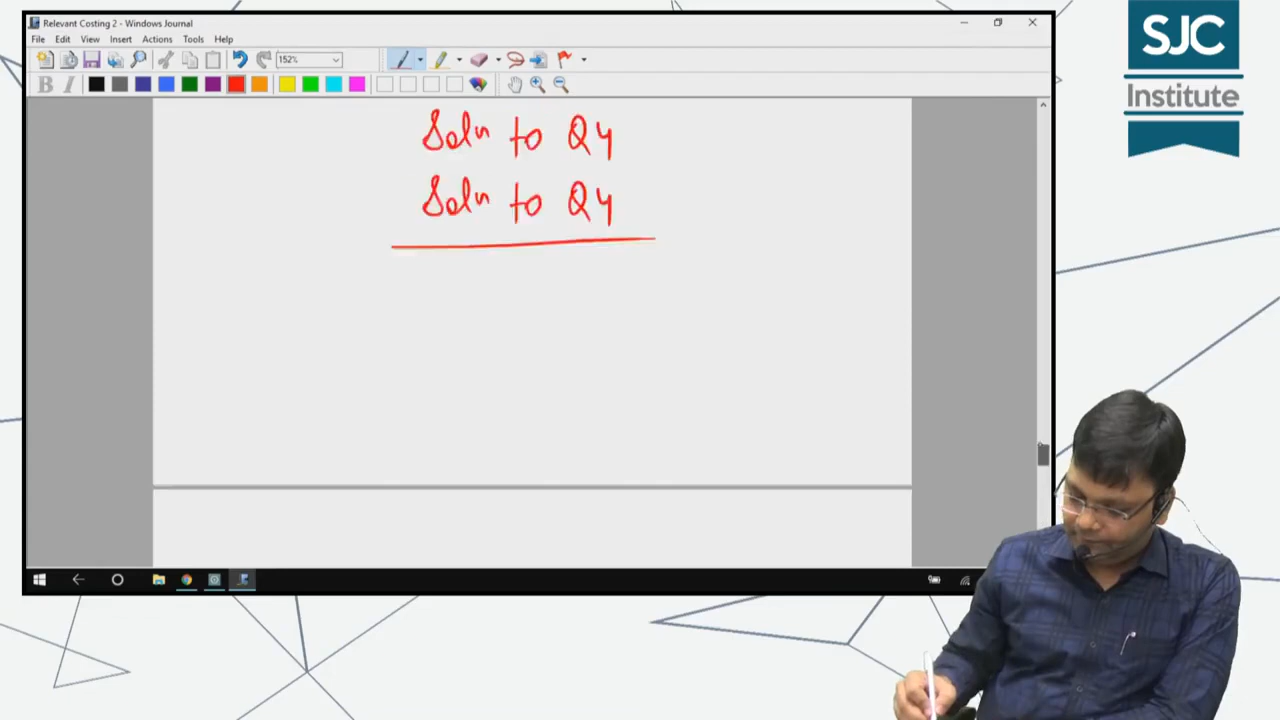 Relevant Costing 2 - Windows Journal
File Edit View Insert Actions Tools Help
152%
B I
Soln to Q4
Soln to Q4
SJC
Institute